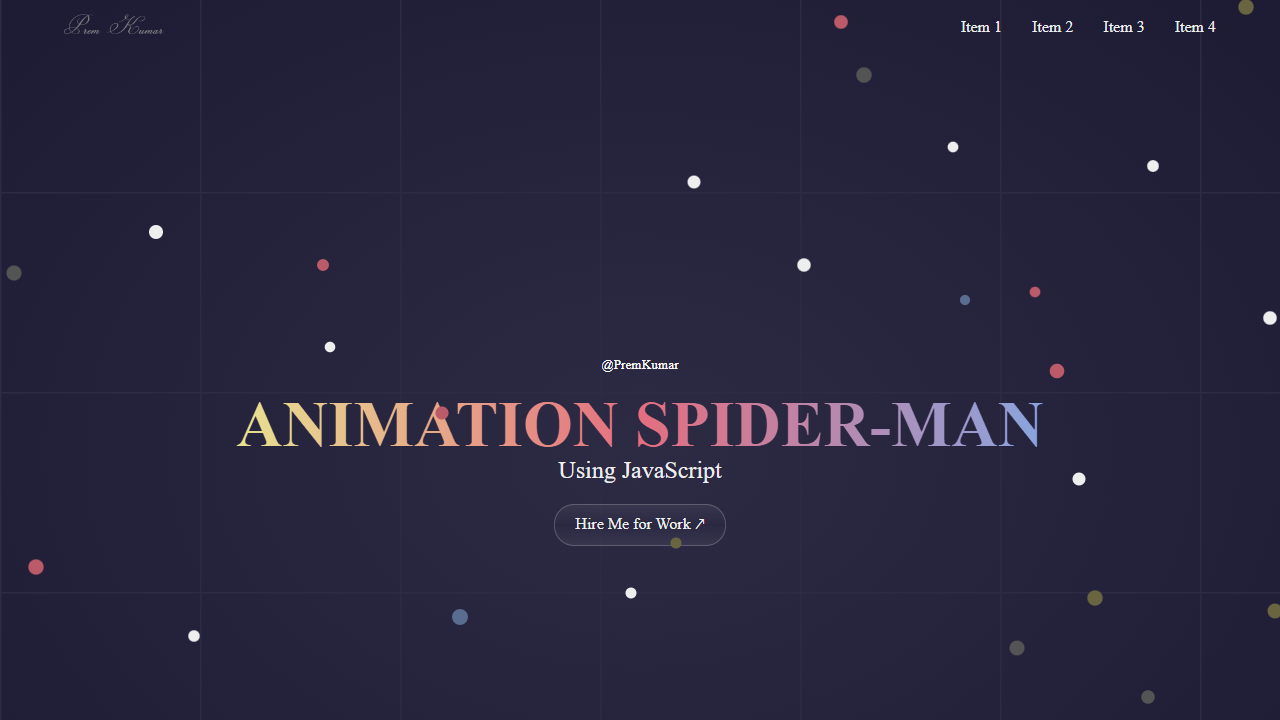 Prem Kumar
Item 1 Item 2 Item 3 Item 4
@PremKumar
ANIMATION SPIDER-MAN
Using JavaScript
Hire Me for Work ↗